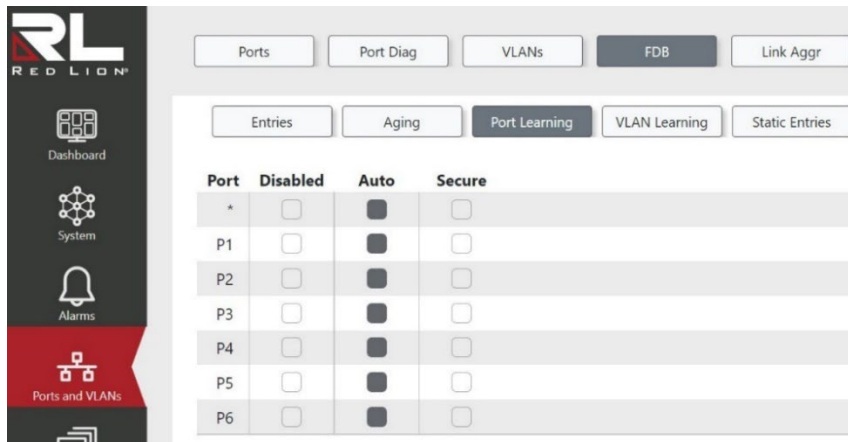 RL
RED LION®
Ports Port Diag VLANs FDB Link Aggr
Entries Aging Port Learning VLAN Learning Static Entries
Dashboard
System
Alarms
Ports and VLANs
Port Disabled Auto Secure
*
P1
P2
P3
P4
P5
P6